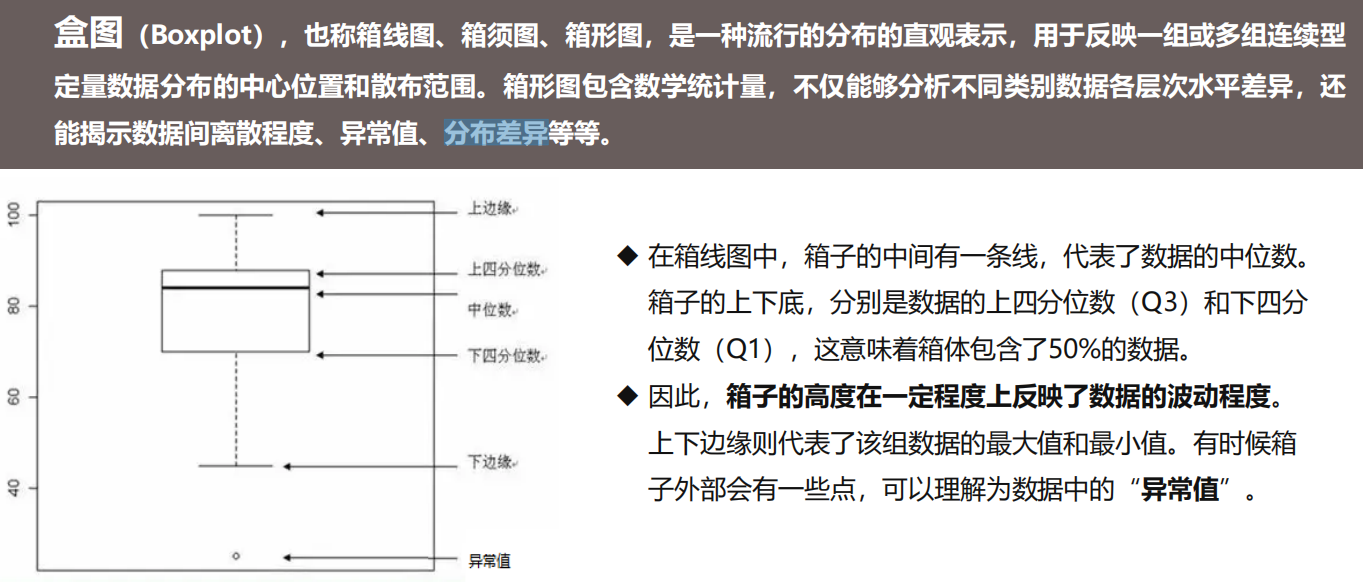 盒图（Boxplot），也称箱线图、箱须图、箱形图，是一种流行的分布的直观表示，用于反映一组或多组连续型
定量数据分布的中心位置和散布范围。箱形图包含数学统计量，不仅能够分析不同类别数据各层次水平差异，还
能揭示数据间离散程度、异常值、分布差异等等。
100
80
60
40
上边缘
上四分位数
中位数
下四分位数
下边缘
异常值
◆ 在箱线图中，箱子的中间有一条线，代表了数据的中位数。
箱子的上下底，分别是数据的上四分位数（Q3）和下四分
位数（Q1），这意味着箱体包含了50%的数据。
◆ 因此，箱子的高度在一定程度上反映了数据的波动程度。
上下边缘则代表了该组数据的最大值和最小值。有时候箱
子外部会有一些点，可以理解为数据中的“异常值”。